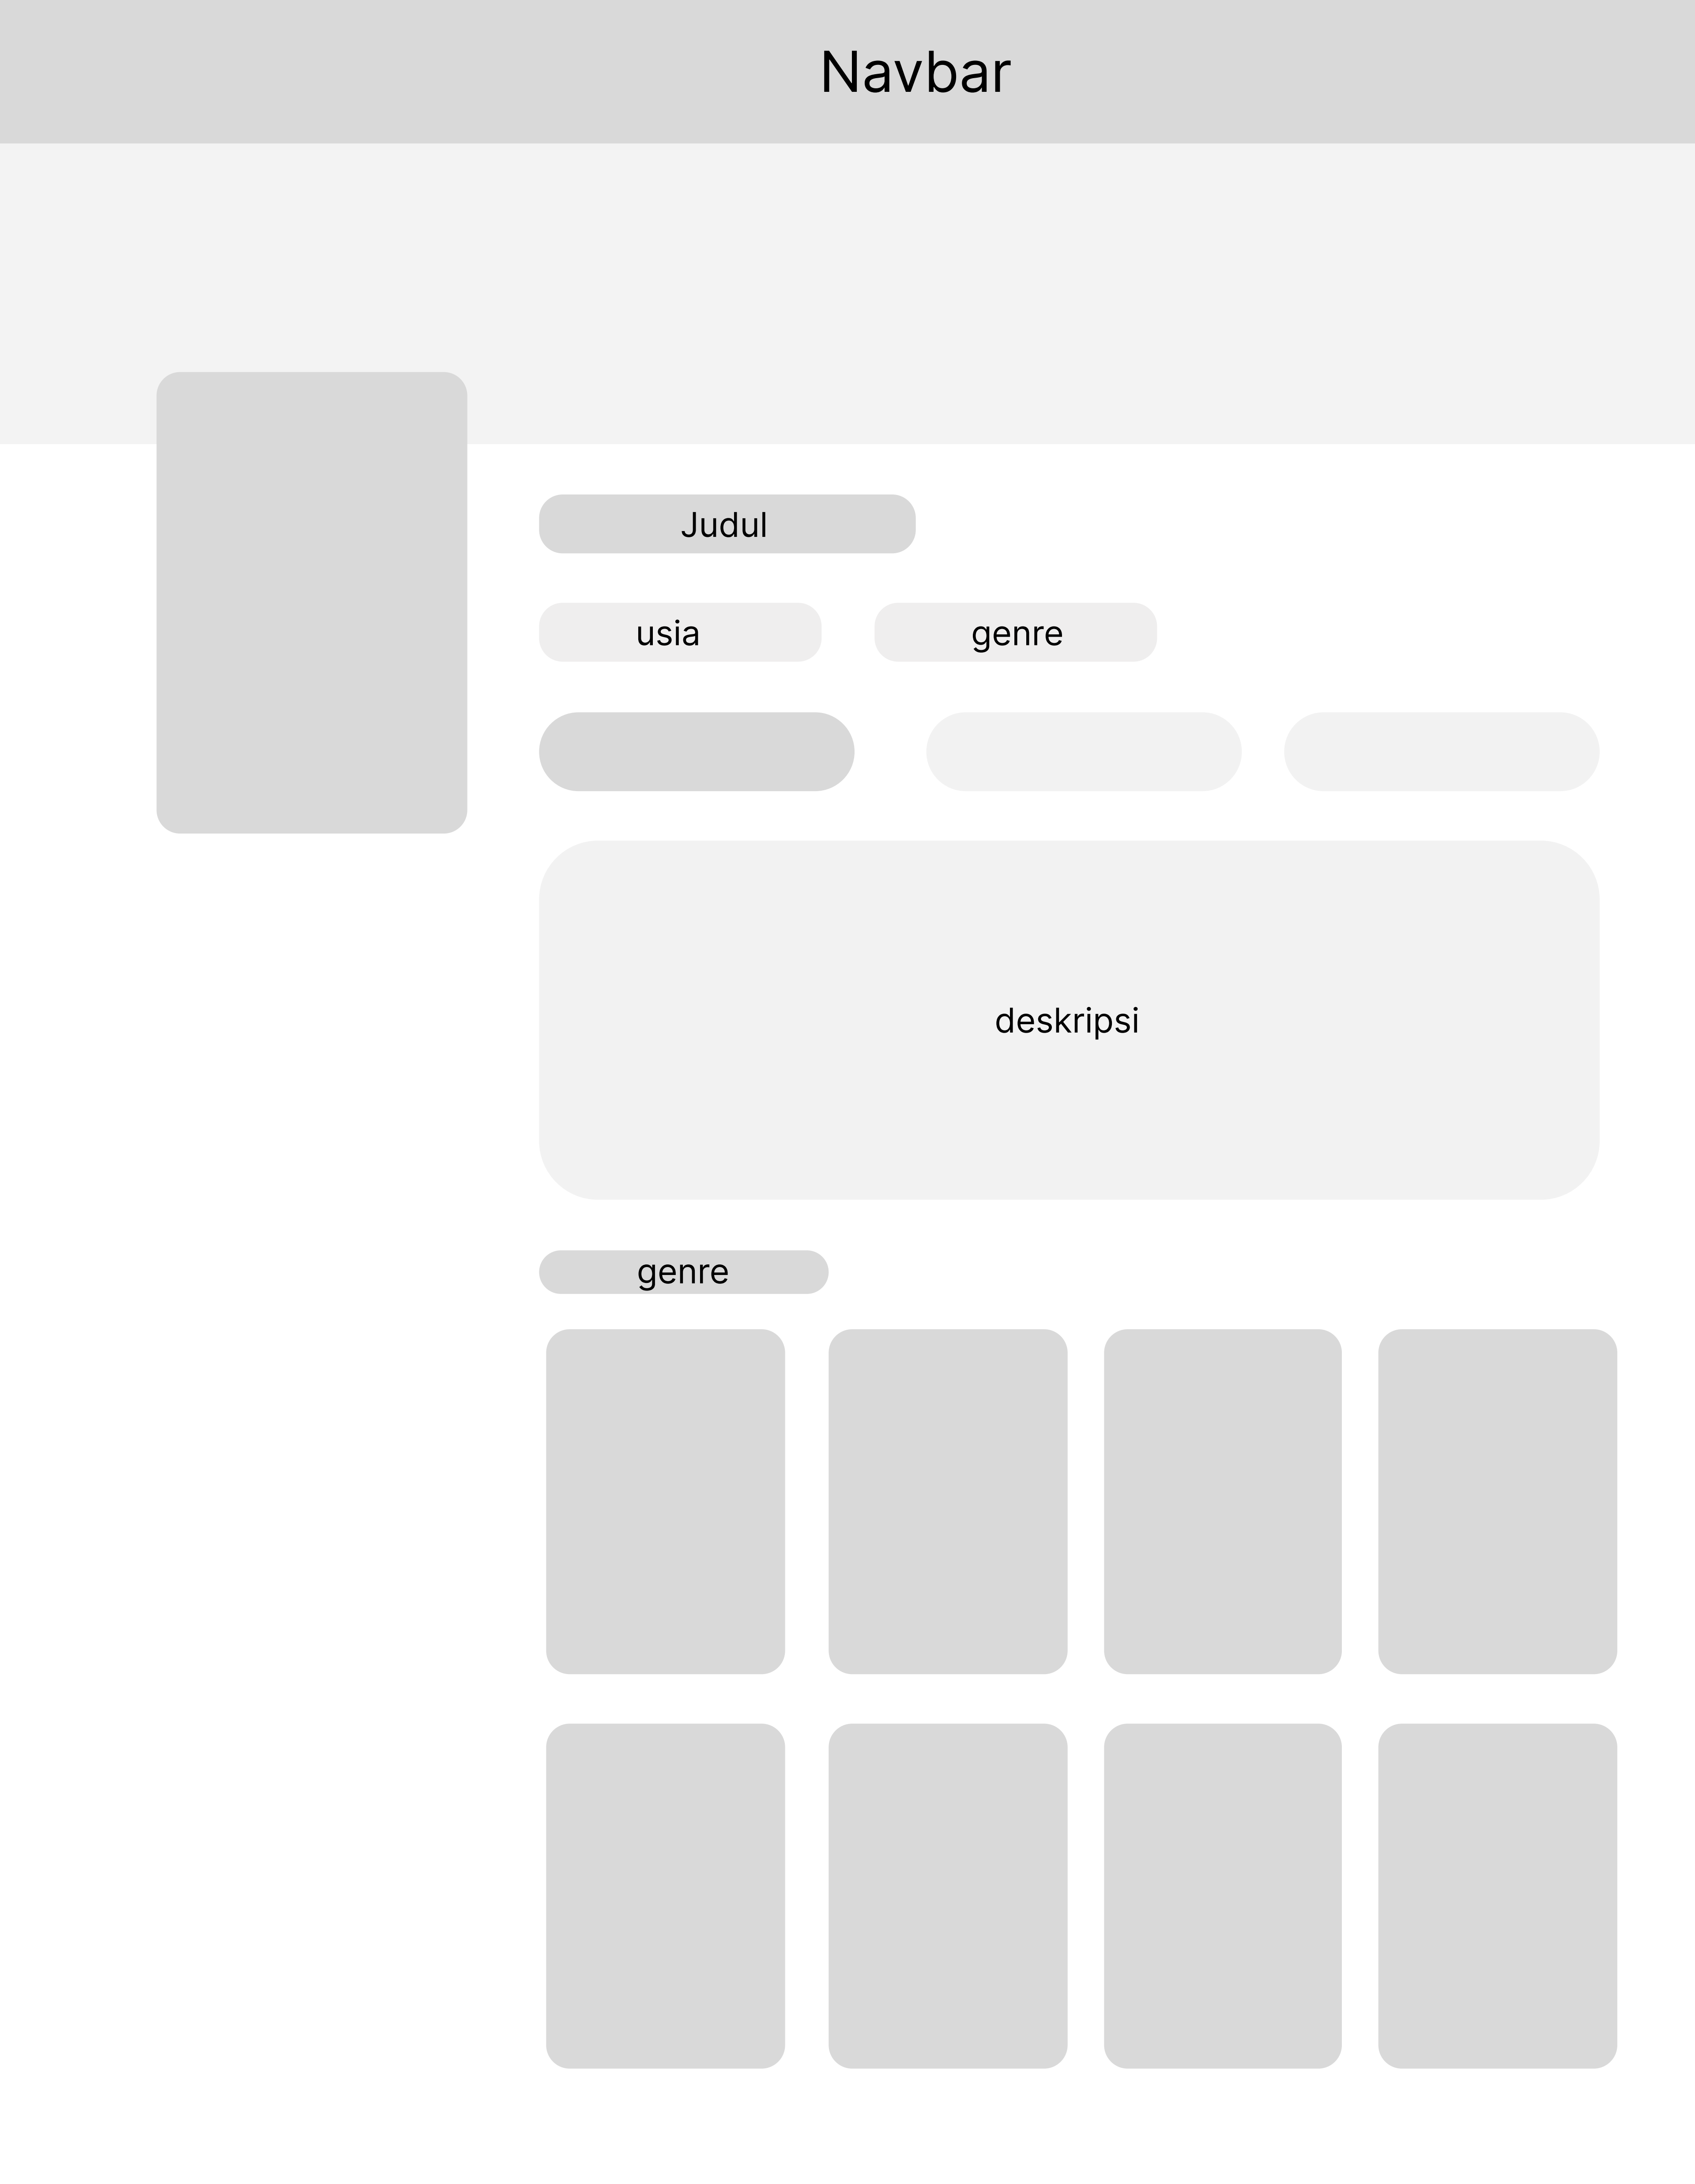 Navbar
Judul
usia
genre
deskripsi
genre